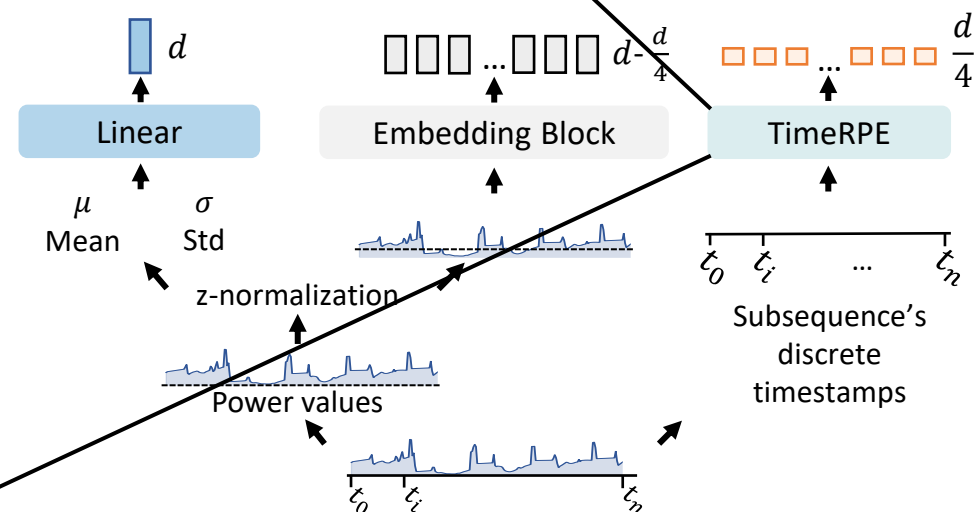 d
... d-d/4
... d/4
Linear
Embedding Block
TimeRPE
μ σ
Mean Std
t₀ tᵢ ... tₙ
z-normalization
Subsequence's
discrete
timestamps
Power values
t₀ tᵢ tₙ